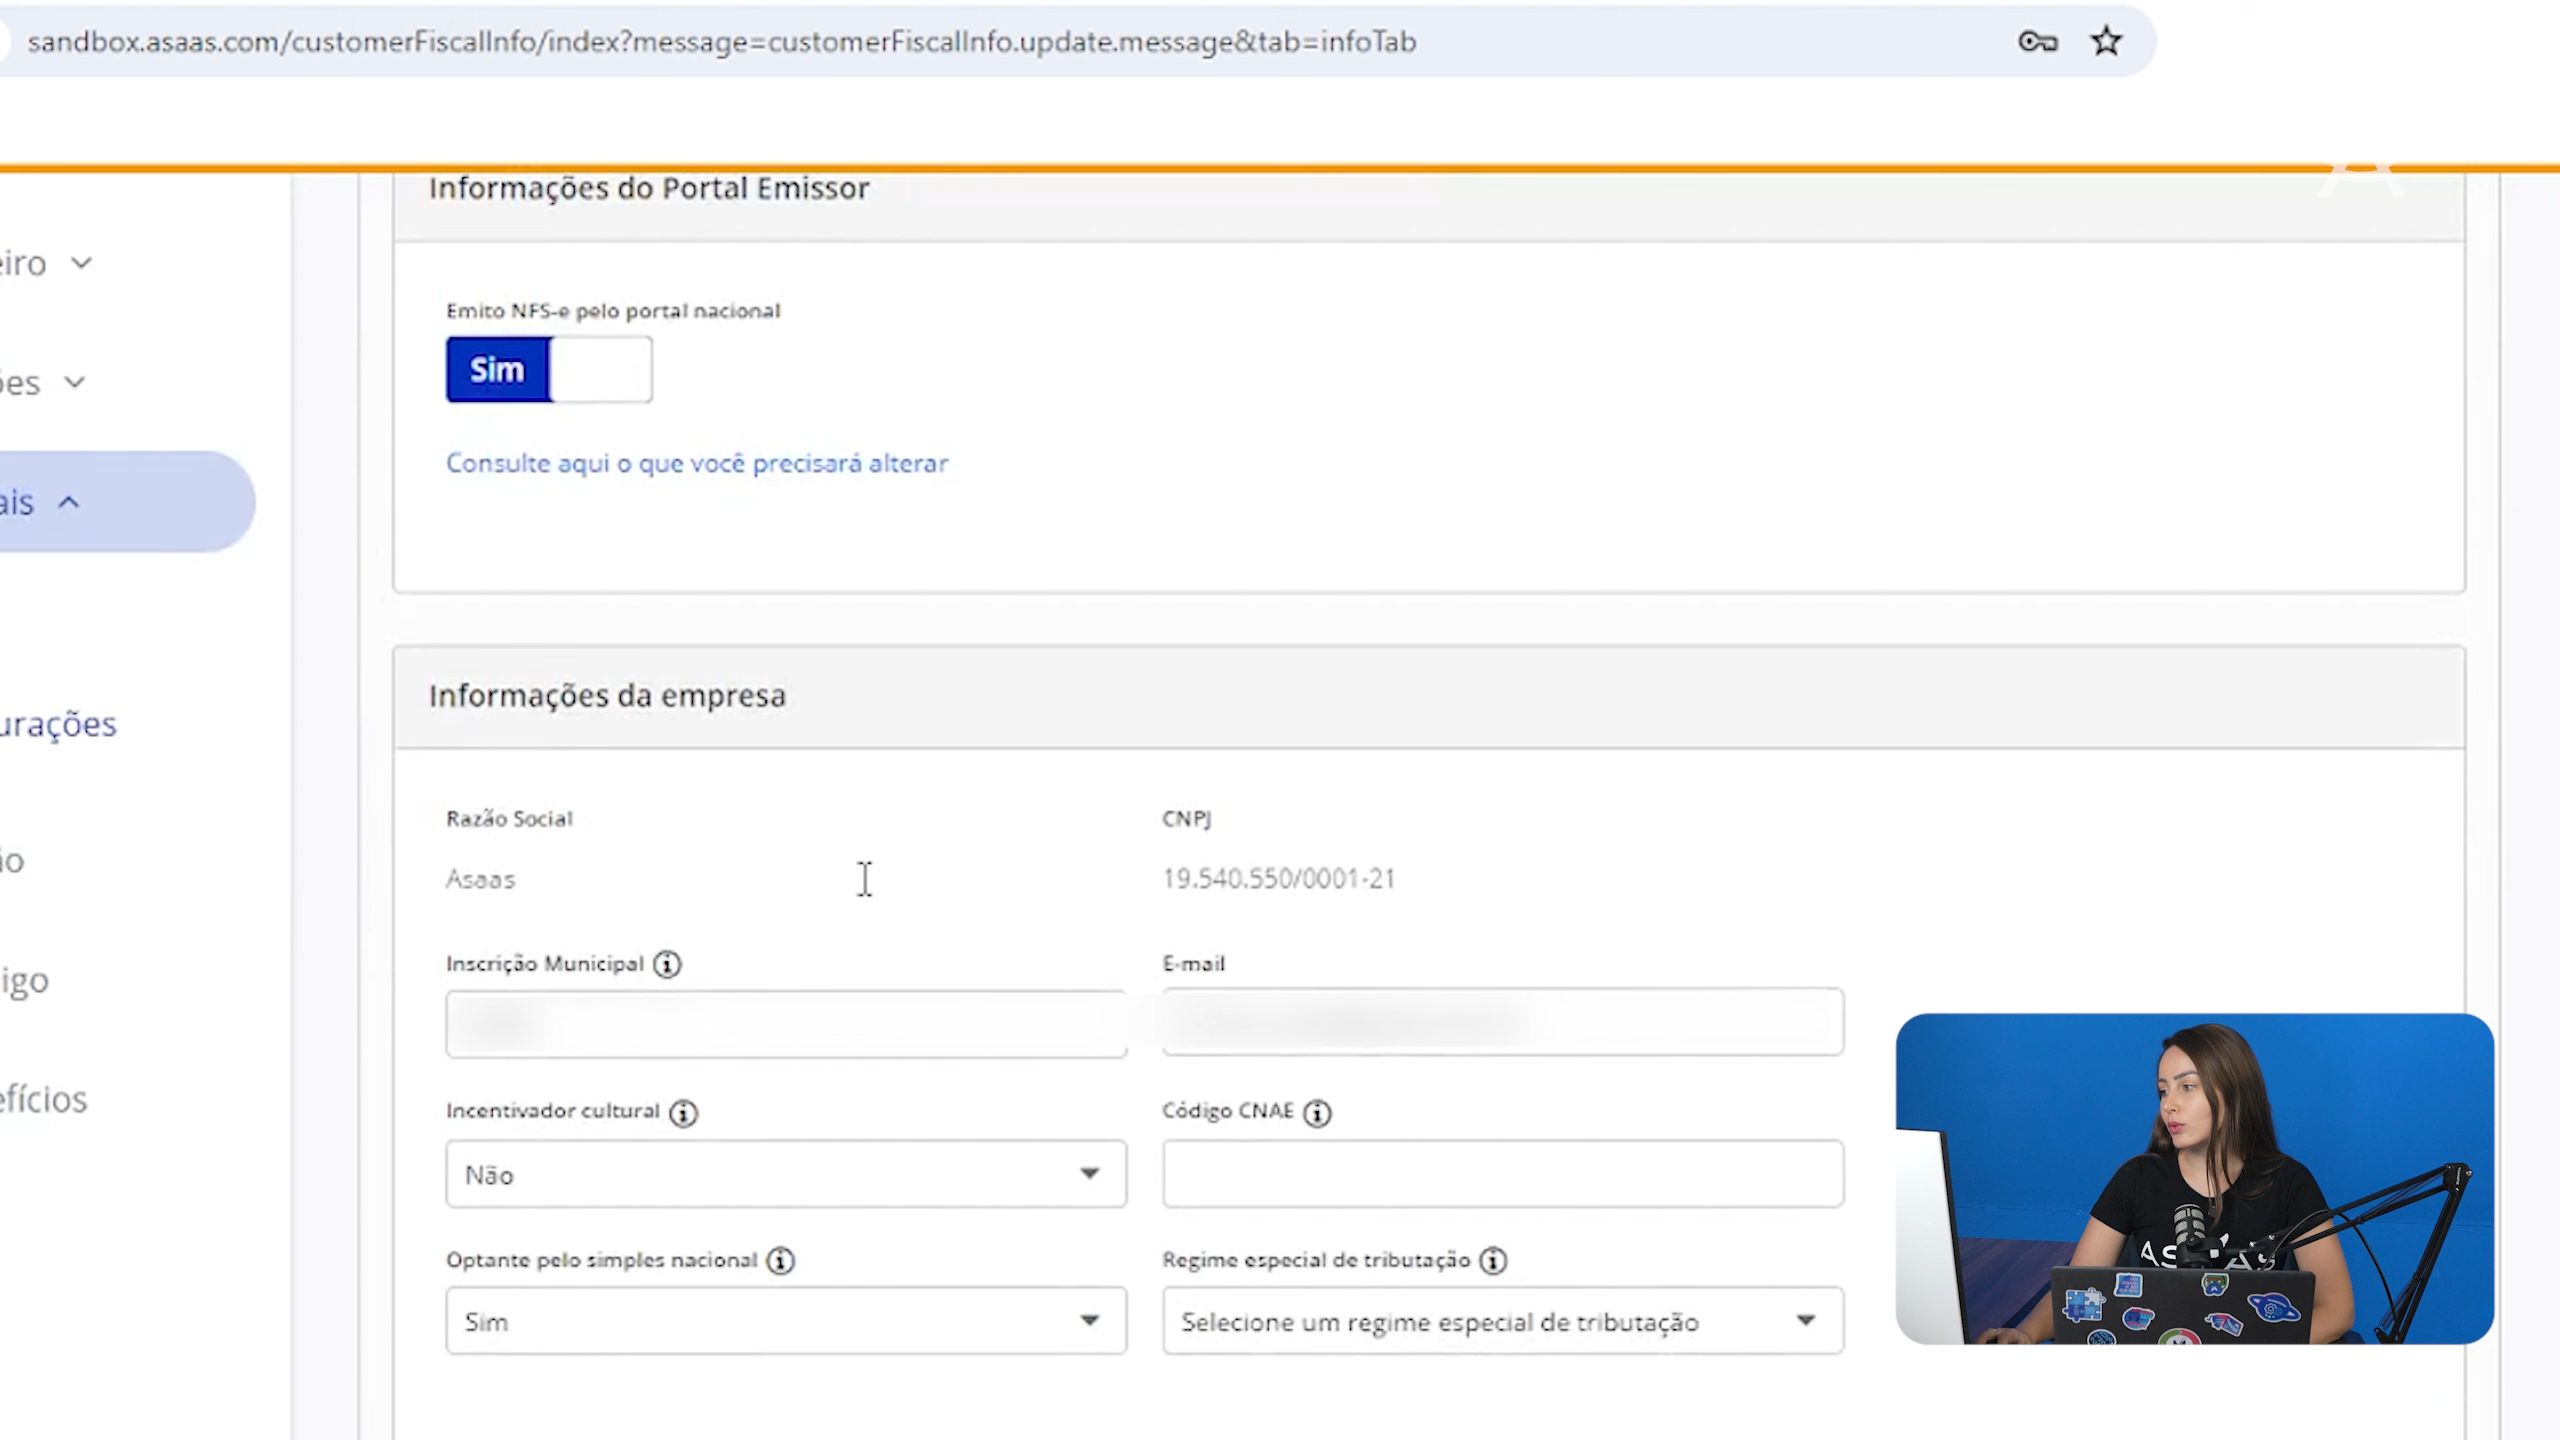 sandbox.asaas.com/customerFiscalInfo/index?message=customerFiscalInfo.update.message&tab=infoTab
Informações do Portal Emissor
eiro
Emito NFS-e pelo portal nacional
ões
Sim
Consulte aqui o que você precisará alterar
ais
Informações da empresa
urações
Razão Social
CNPJ
Asaas
19.540.550/0001-21
ão
Inscrição Municipal
E-mail
igo
efícios
Incentivador cultural
Código CNAE
Não
Optante pelo simples nacional
Regime especial de tributação
Sim
Selecione um regime especial de tributação